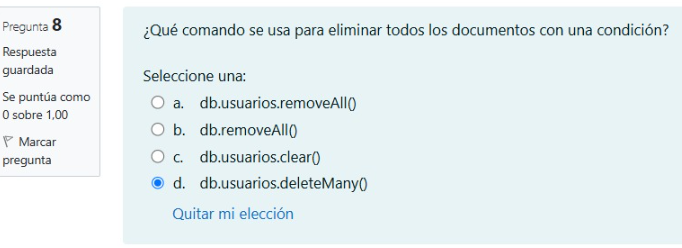 Pregunta 8
Respuesta
guardada
Se puntúa como
0 sobre 1,00
Marcar
pregunta
¿Qué comando se usa para eliminar todos los documentos con una condición?
Seleccione una:
a. db.usuarios.removeAll()
b. db.removeAll()
c. db.usuarios.clear()
d. db.usuarios.deleteMany()
Quitar mi elección